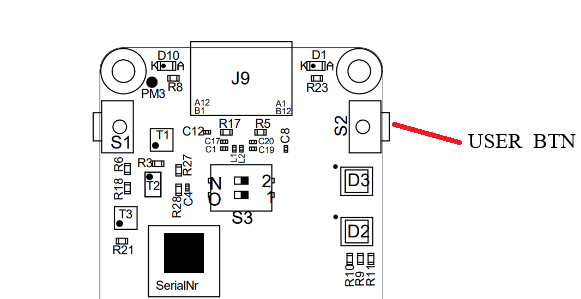 D10
K A
R8
PM3
J9
A12
B1
A1
B12
D1
K A
R23
S1
T1
C12
R17
R5
C8
C17
C1
L1
L2
C20
C19
S2
USER BTN
R6
R18
R3
T2
R27
R28
C4
T3
R21
N
O
2
1
S3
D3
D2
R10
R9
R11
SerialNr